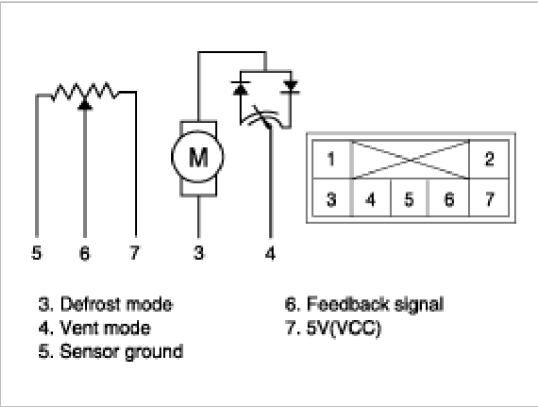 M
1 2
3 4 5 6 7
5 6 7 3 4
3. Defrost mode
4. Vent mode
5. Sensor ground
6. Feedback signal
7. 5V(VCC)